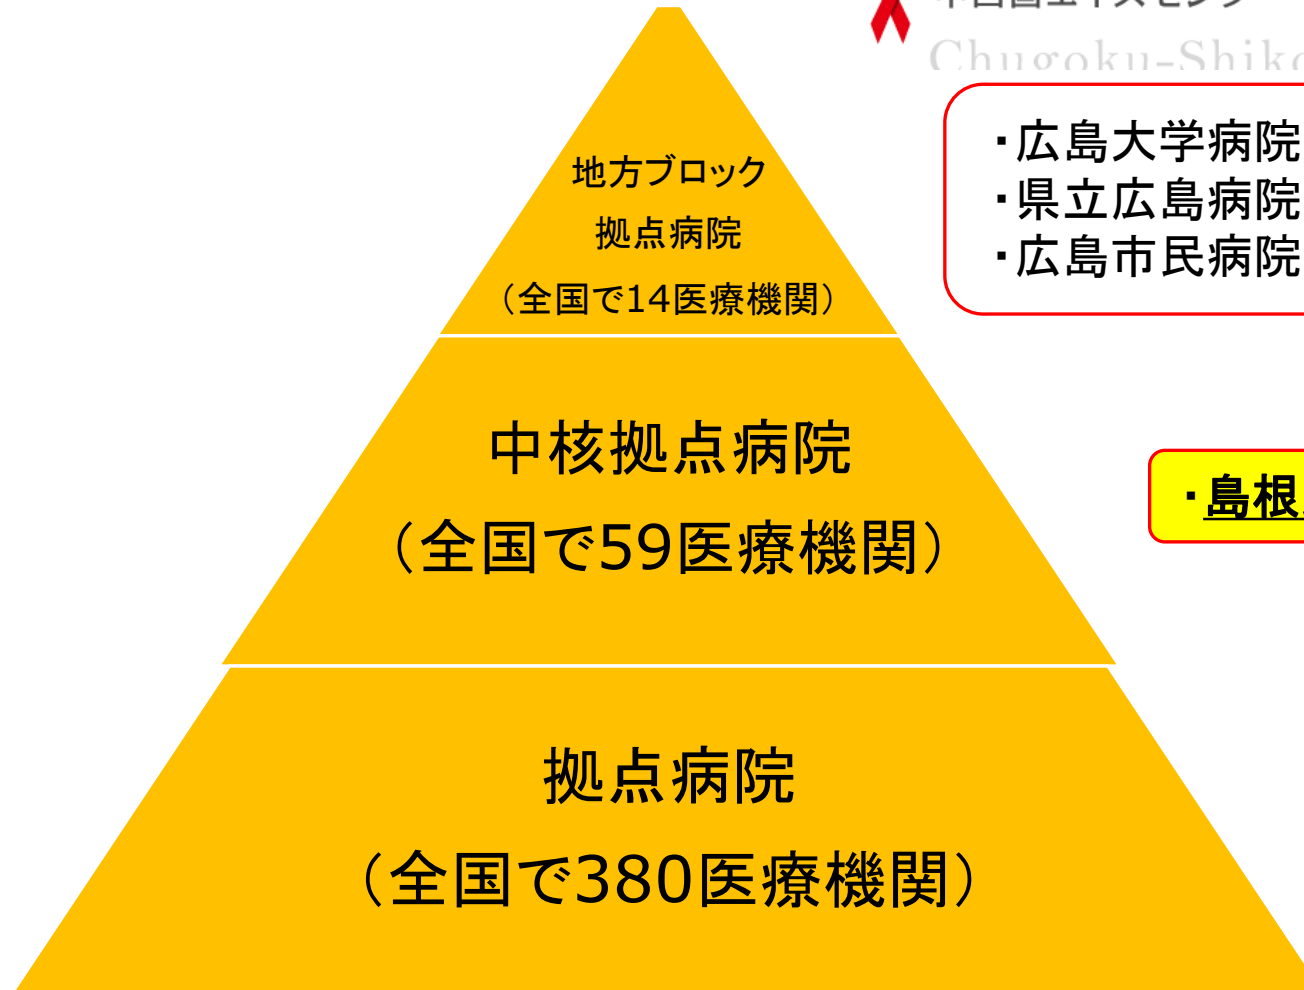 Chugoku-Shiko
・広島大学病院
・県立広島病院
・広島市民病院
地方ブロック
拠点病院
（全国で14医療機関）
中核拠点病院
（全国で59医療機関）
・島根
拠点病院
（全国で380医療機関）